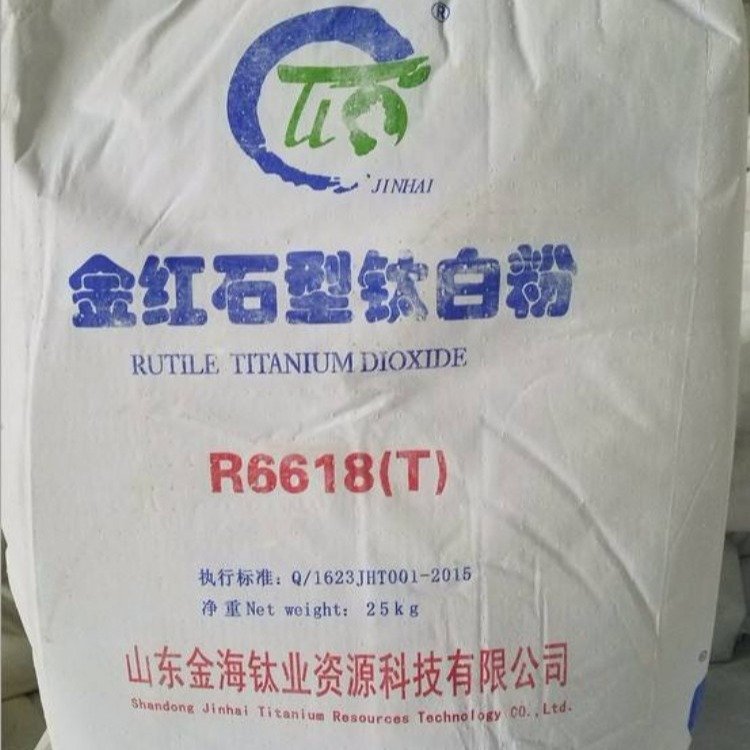 ®
JINHAI
金红石型钛白粉
RUTILE TITANIUM DIOXIDE
R6618(T)
执行标准：Q/1623JHT001-2015
净重Net weight： 25kg
山东金海钛业资源科技有限公司
Shandong Jinhai Titanium Resources Technology CO.,Ltd.